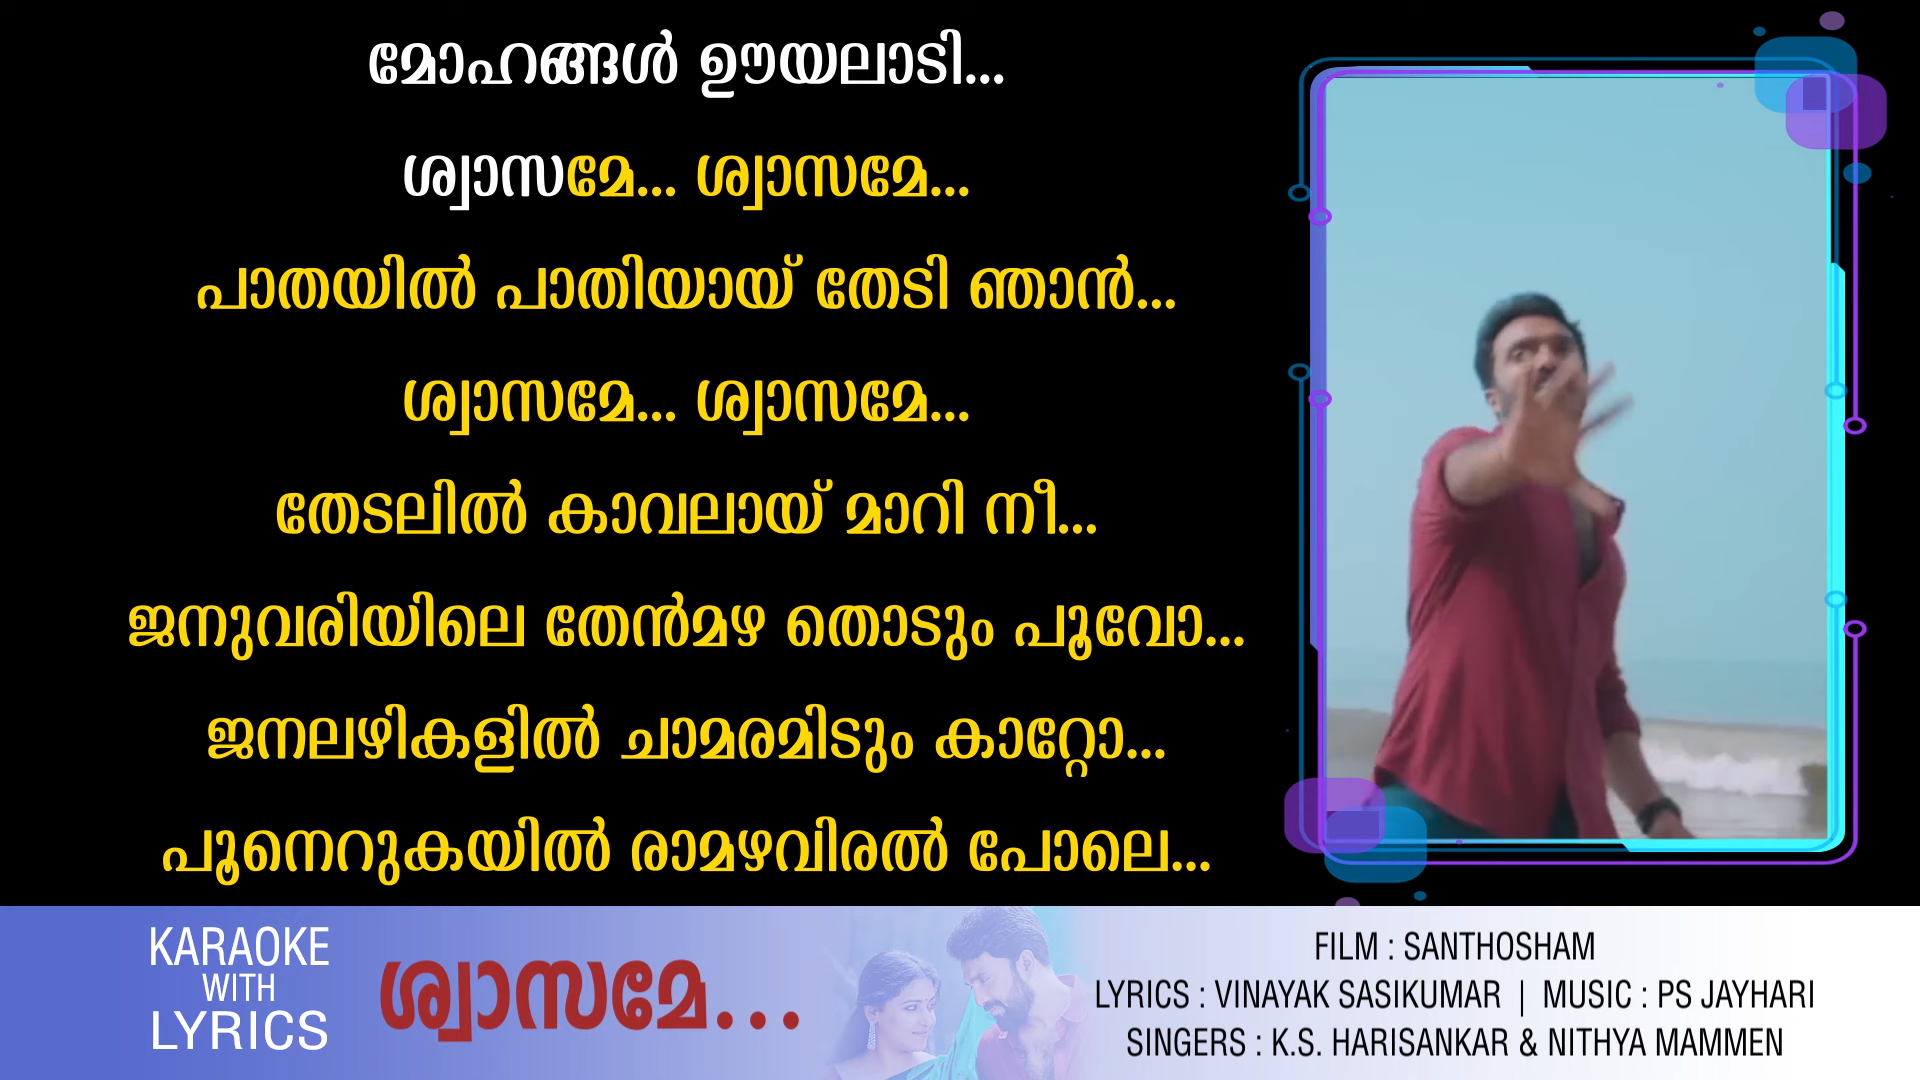 മോഹങ്ങൾ ഊയലാടി...
ശ്വാസമേ... ശ്വാസമേ...
പാതയിൽ പാതിയായ് തേടി ഞാൻ...
ശ്വാസമേ... ശ്വാസമേ...
തേടലിൽ കാവലായ് മാറി നീ...
ജനുവരിയിലെ തേൻമഴ തൊടും പൂവോ...
ജനലഴികളിൽ ചാമരമിടും കാറ്റോ...
പൂനെറുകയിൽ രാമഴവിരൽ പോലെ...
KARAOKE
WITH
LYRICS
ശ്വാസമേ...
FILM : SANTHOSHAM
LYRICS : VINAYAK SASIKUMAR | MUSIC : PS JAYHARI
SINGERS : K.S. HARISANKAR & NITHYA MAMMEN